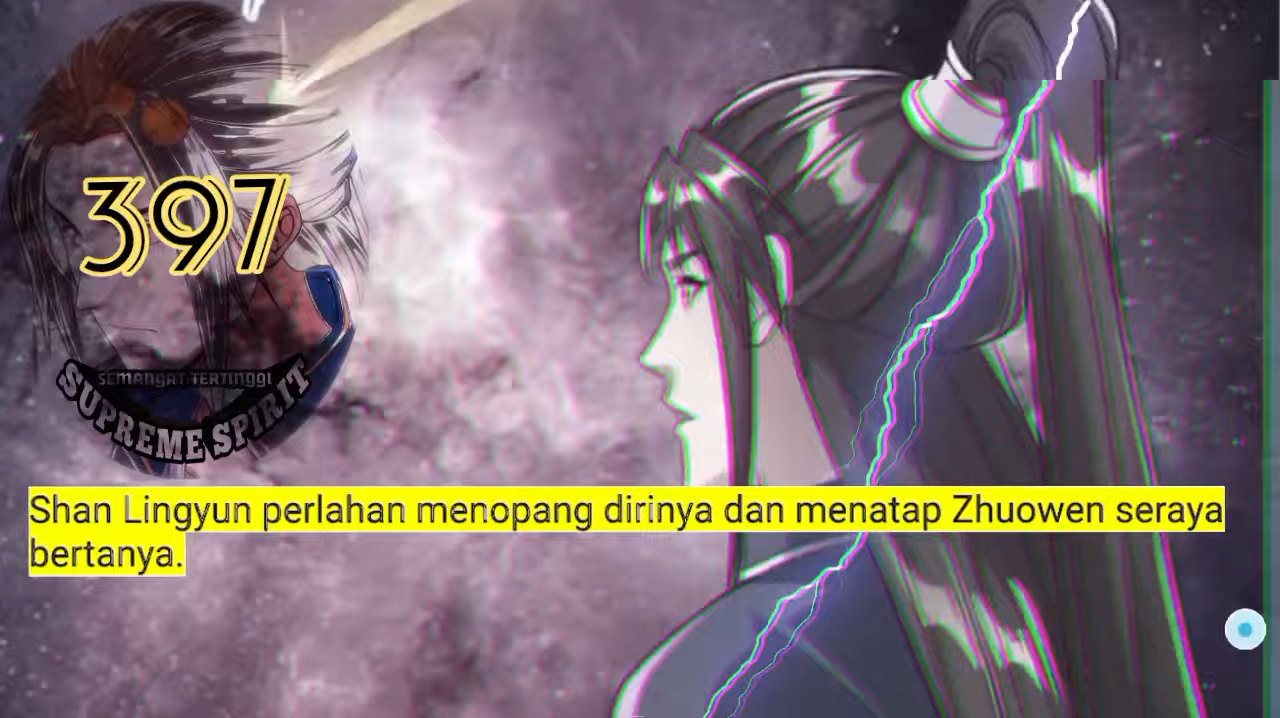 397
SEMANGAT TERTINGGI
SUPREME SPIRIT
Shan Lingyun perlahan menopang dirinya dan menatap Zhuowen seraya
bertanya.